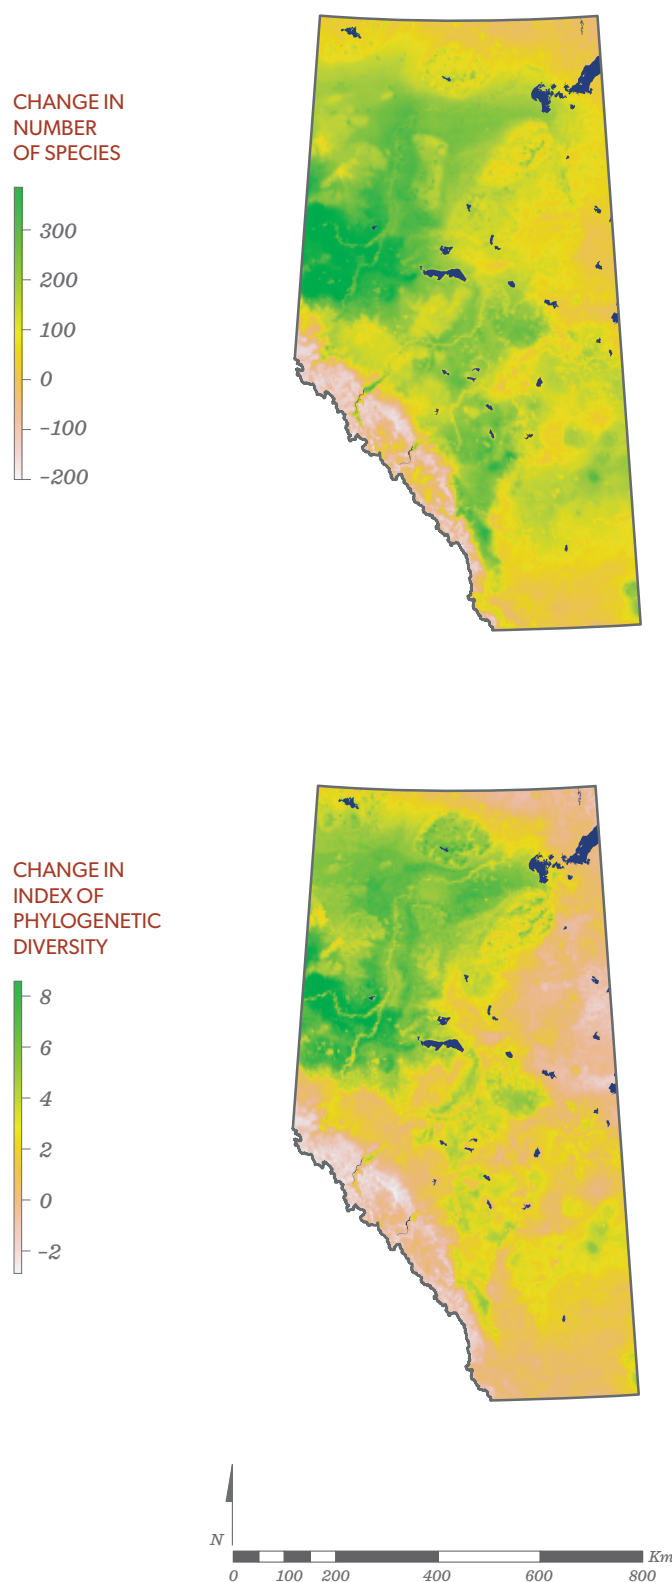 CHANGE IN
NUMBER
OF SPECIES
300
200
100
0
-100
-200
CHANGE IN
INDEX OF
PHYLOGENETIC
DIVERSITY
8
6
4
2
0
-2
N
Km
0 100 200 400 600 800